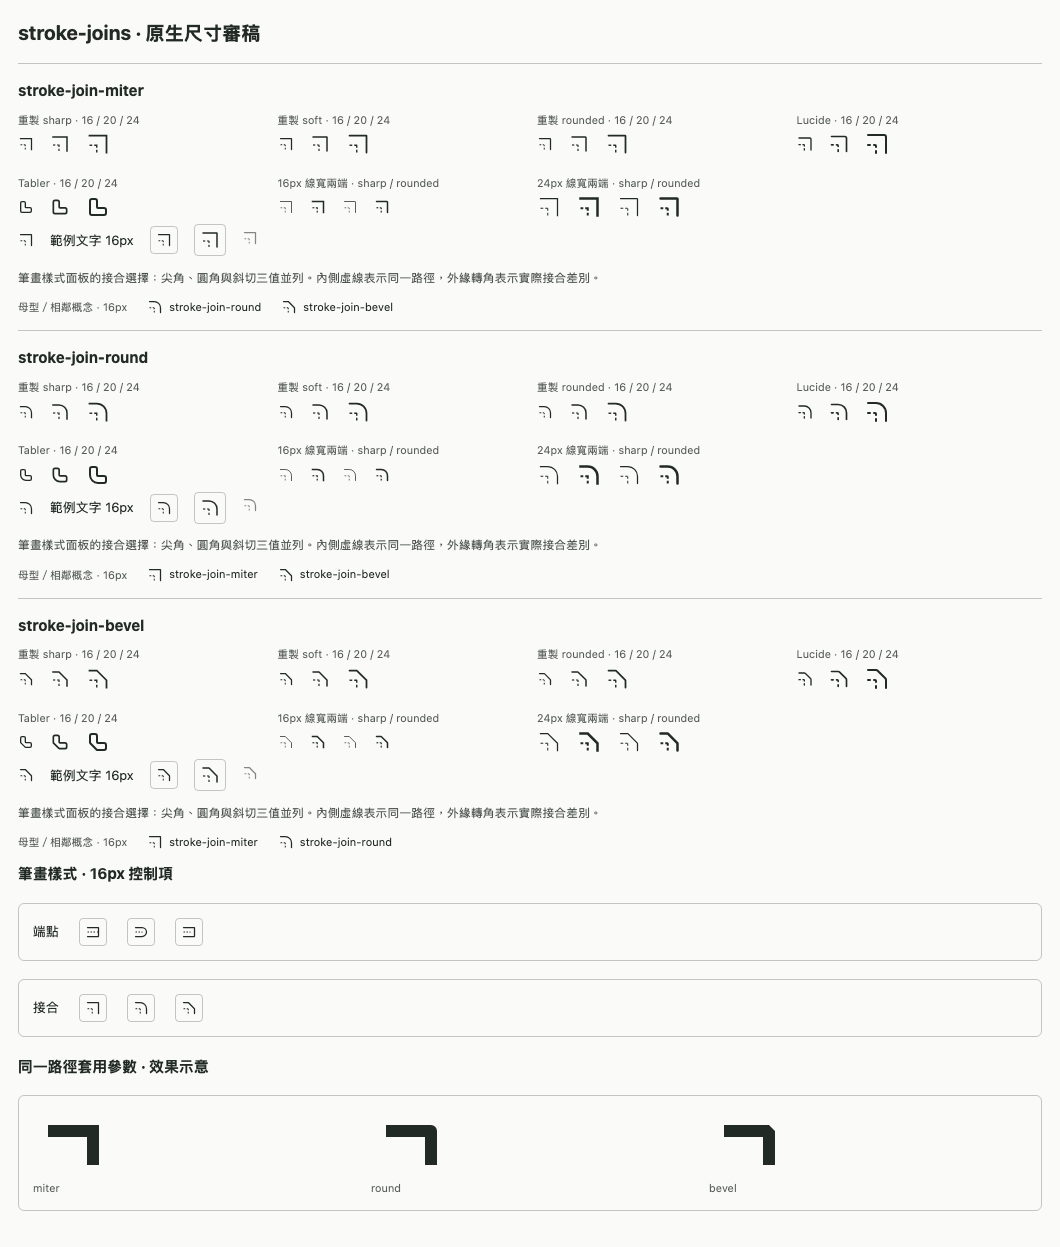 stroke-joins · 原生尺寸審稿
stroke-join-miter
重製 sharp · 16 / 20 / 24
重製 soft · 16 / 20 / 24
重製 rounded · 16 / 20 / 24
Lucide · 16 / 20 / 24
Tabler · 16 / 20 / 24
16px 線寬兩端 · sharp / rounded
24px 線寬兩端 · sharp / rounded
範例文字 16px
筆畫樣式面板的接合選擇：尖角、圓角與斜切三值並列。內側虛線表示同一路徑，外緣轉角表示實際接合差別。
母型 / 相鄰概念 · 16px stroke-join-round stroke-join-bevel
stroke-join-round
重製 sharp · 16 / 20 / 24
重製 soft · 16 / 20 / 24
重製 rounded · 16 / 20 / 24
Lucide · 16 / 20 / 24
Tabler · 16 / 20 / 24
16px 線寬兩端 · sharp / rounded
24px 線寬兩端 · sharp / rounded
範例文字 16px
筆畫樣式面板的接合選擇：尖角、圓角與斜切三值並列。內側虛線表示同一路徑，外緣轉角表示實際接合差別。
母型 / 相鄰概念 · 16px stroke-join-miter stroke-join-bevel
stroke-join-bevel
重製 sharp · 16 / 20 / 24
重製 soft · 16 / 20 / 24
重製 rounded · 16 / 20 / 24
Lucide · 16 / 20 / 24
Tabler · 16 / 20 / 24
16px 線寬兩端 · sharp / rounded
24px 線寬兩端 · sharp / rounded
範例文字 16px
筆畫樣式面板的接合選擇：尖角、圓角與斜切三值並列。內側虛線表示同一路徑，外緣轉角表示實際接合差別。
母型 / 相鄰概念 · 16px stroke-join-miter stroke-join-round
筆畫樣式 · 16px 控制項
端點
接合
同一路徑套用參數 · 效果示意
miter
round
bevel